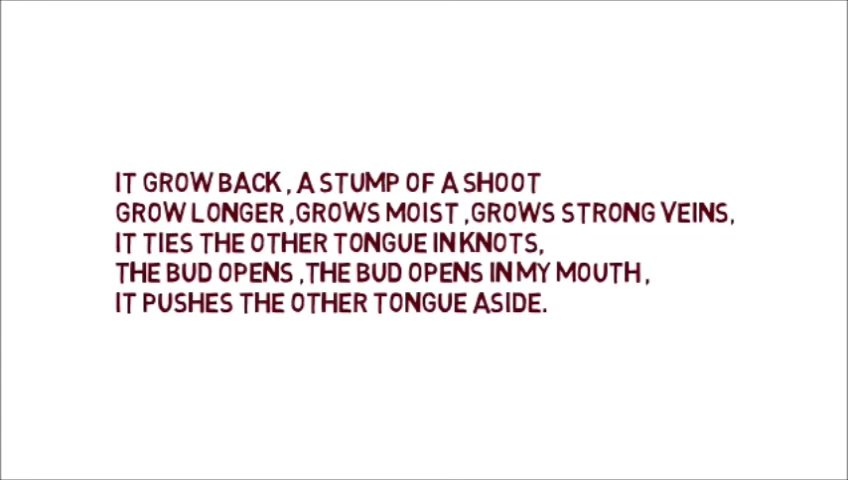 IT GROW BACK , A STUMP OF A SHOOT
GROW LONGER ,GROWS MOIST ,GROWS STRONG VEINS,
IT TIES THE OTHER TONGUE IN KNOTS,
THE BUD OPENS ,THE BUD OPENS IN MY MOUTH ,
IT PUSHES THE OTHER TONGUE ASIDE.